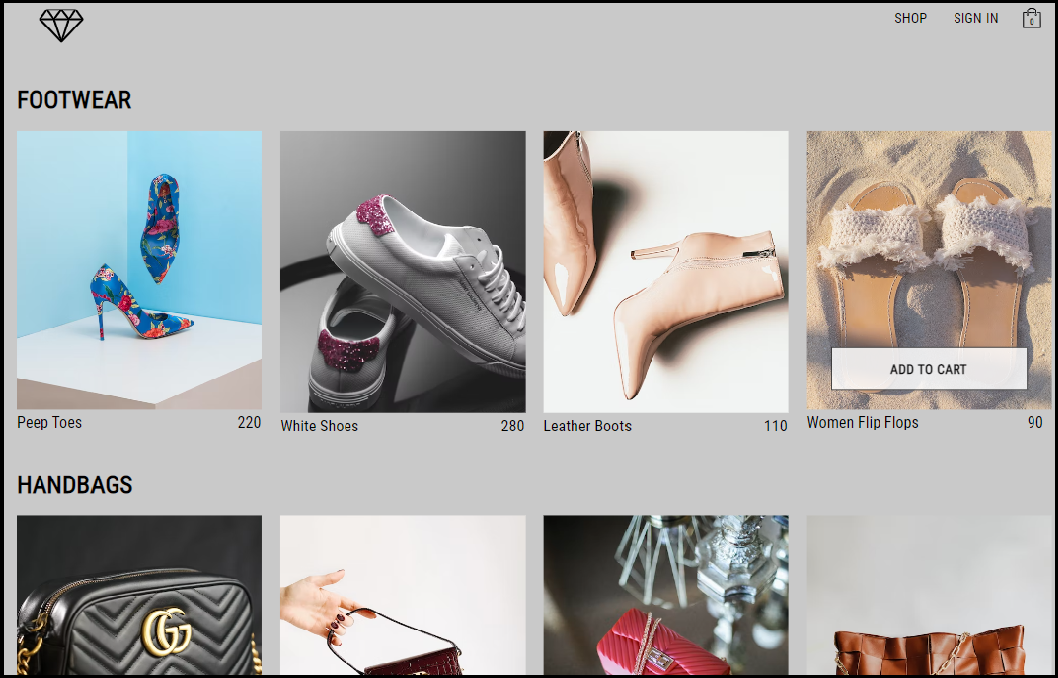 SHOP SIGN IN
0
FOOTWEAR
ADD TO CART
Peep Toes 220
White Shoes 280
Leather Boots 110
Women Flip Flops 90
HANDBAGS
GG